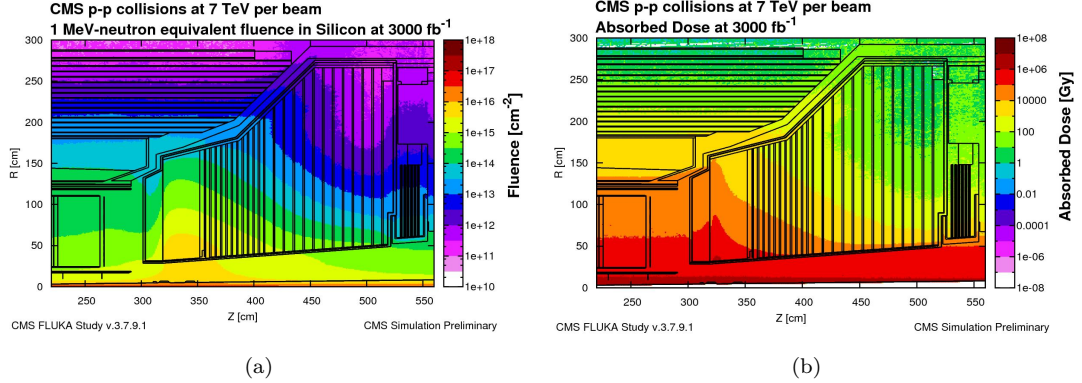 CMS p-p collisions at 7 TeV per beam
1 MeV-neutron equivalent fluence in Silicon at 3000 fb⁻¹
300
250
200
150
100
50
0
R [cm]
250
300
350
400
450
500
550
Z [cm]
1e+18
1e+17
1e+16
1e+15
1e+14
1e+13
1e+12
1e+11
1e+10
Fluence [cm⁻²]
CMS FLUKA Study v.3.7.9.1
CMS Simulation Preliminary
(a)
CMS p-p collisions at 7 TeV per beam
Absorbed Dose at 3000 fb⁻¹
300
250
200
150
100
50
0
R [cm]
250
300
350
400
450
500
550
Z [cm]
1e+08
1e+06
10000
100
1
0.01
0.0001
1e-06
1e-08
Absorbed Dose [Gy]
CMS FLUKA Study v.3.7.9.1
CMS Simulation Preliminary
(b)